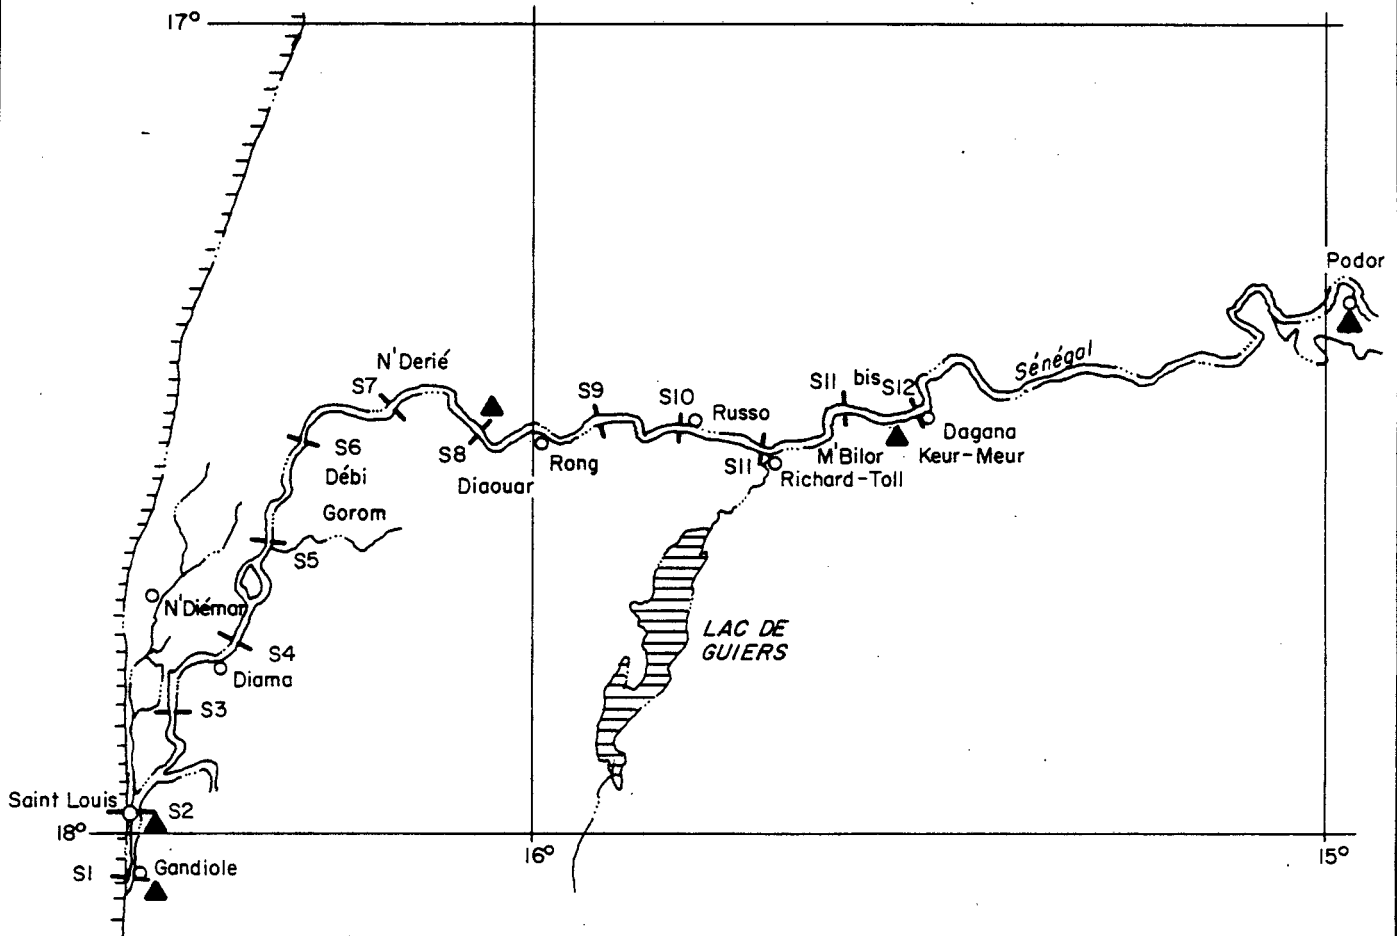 17°
Podor
N'Derié
Sénégal
S7
S9
S10
Russo
S11 bis
S12
S6
S8
Rong
S11
M'Bilor
Dagana
Débi
Diaouar
Richard-Toll
Keur-Meur
Gorom
S5
N'Diémar
S4
LAC DE
GUIERS
Diama
S3
Saint Louis
S2
18°
16°
15°
S1
Gandiole